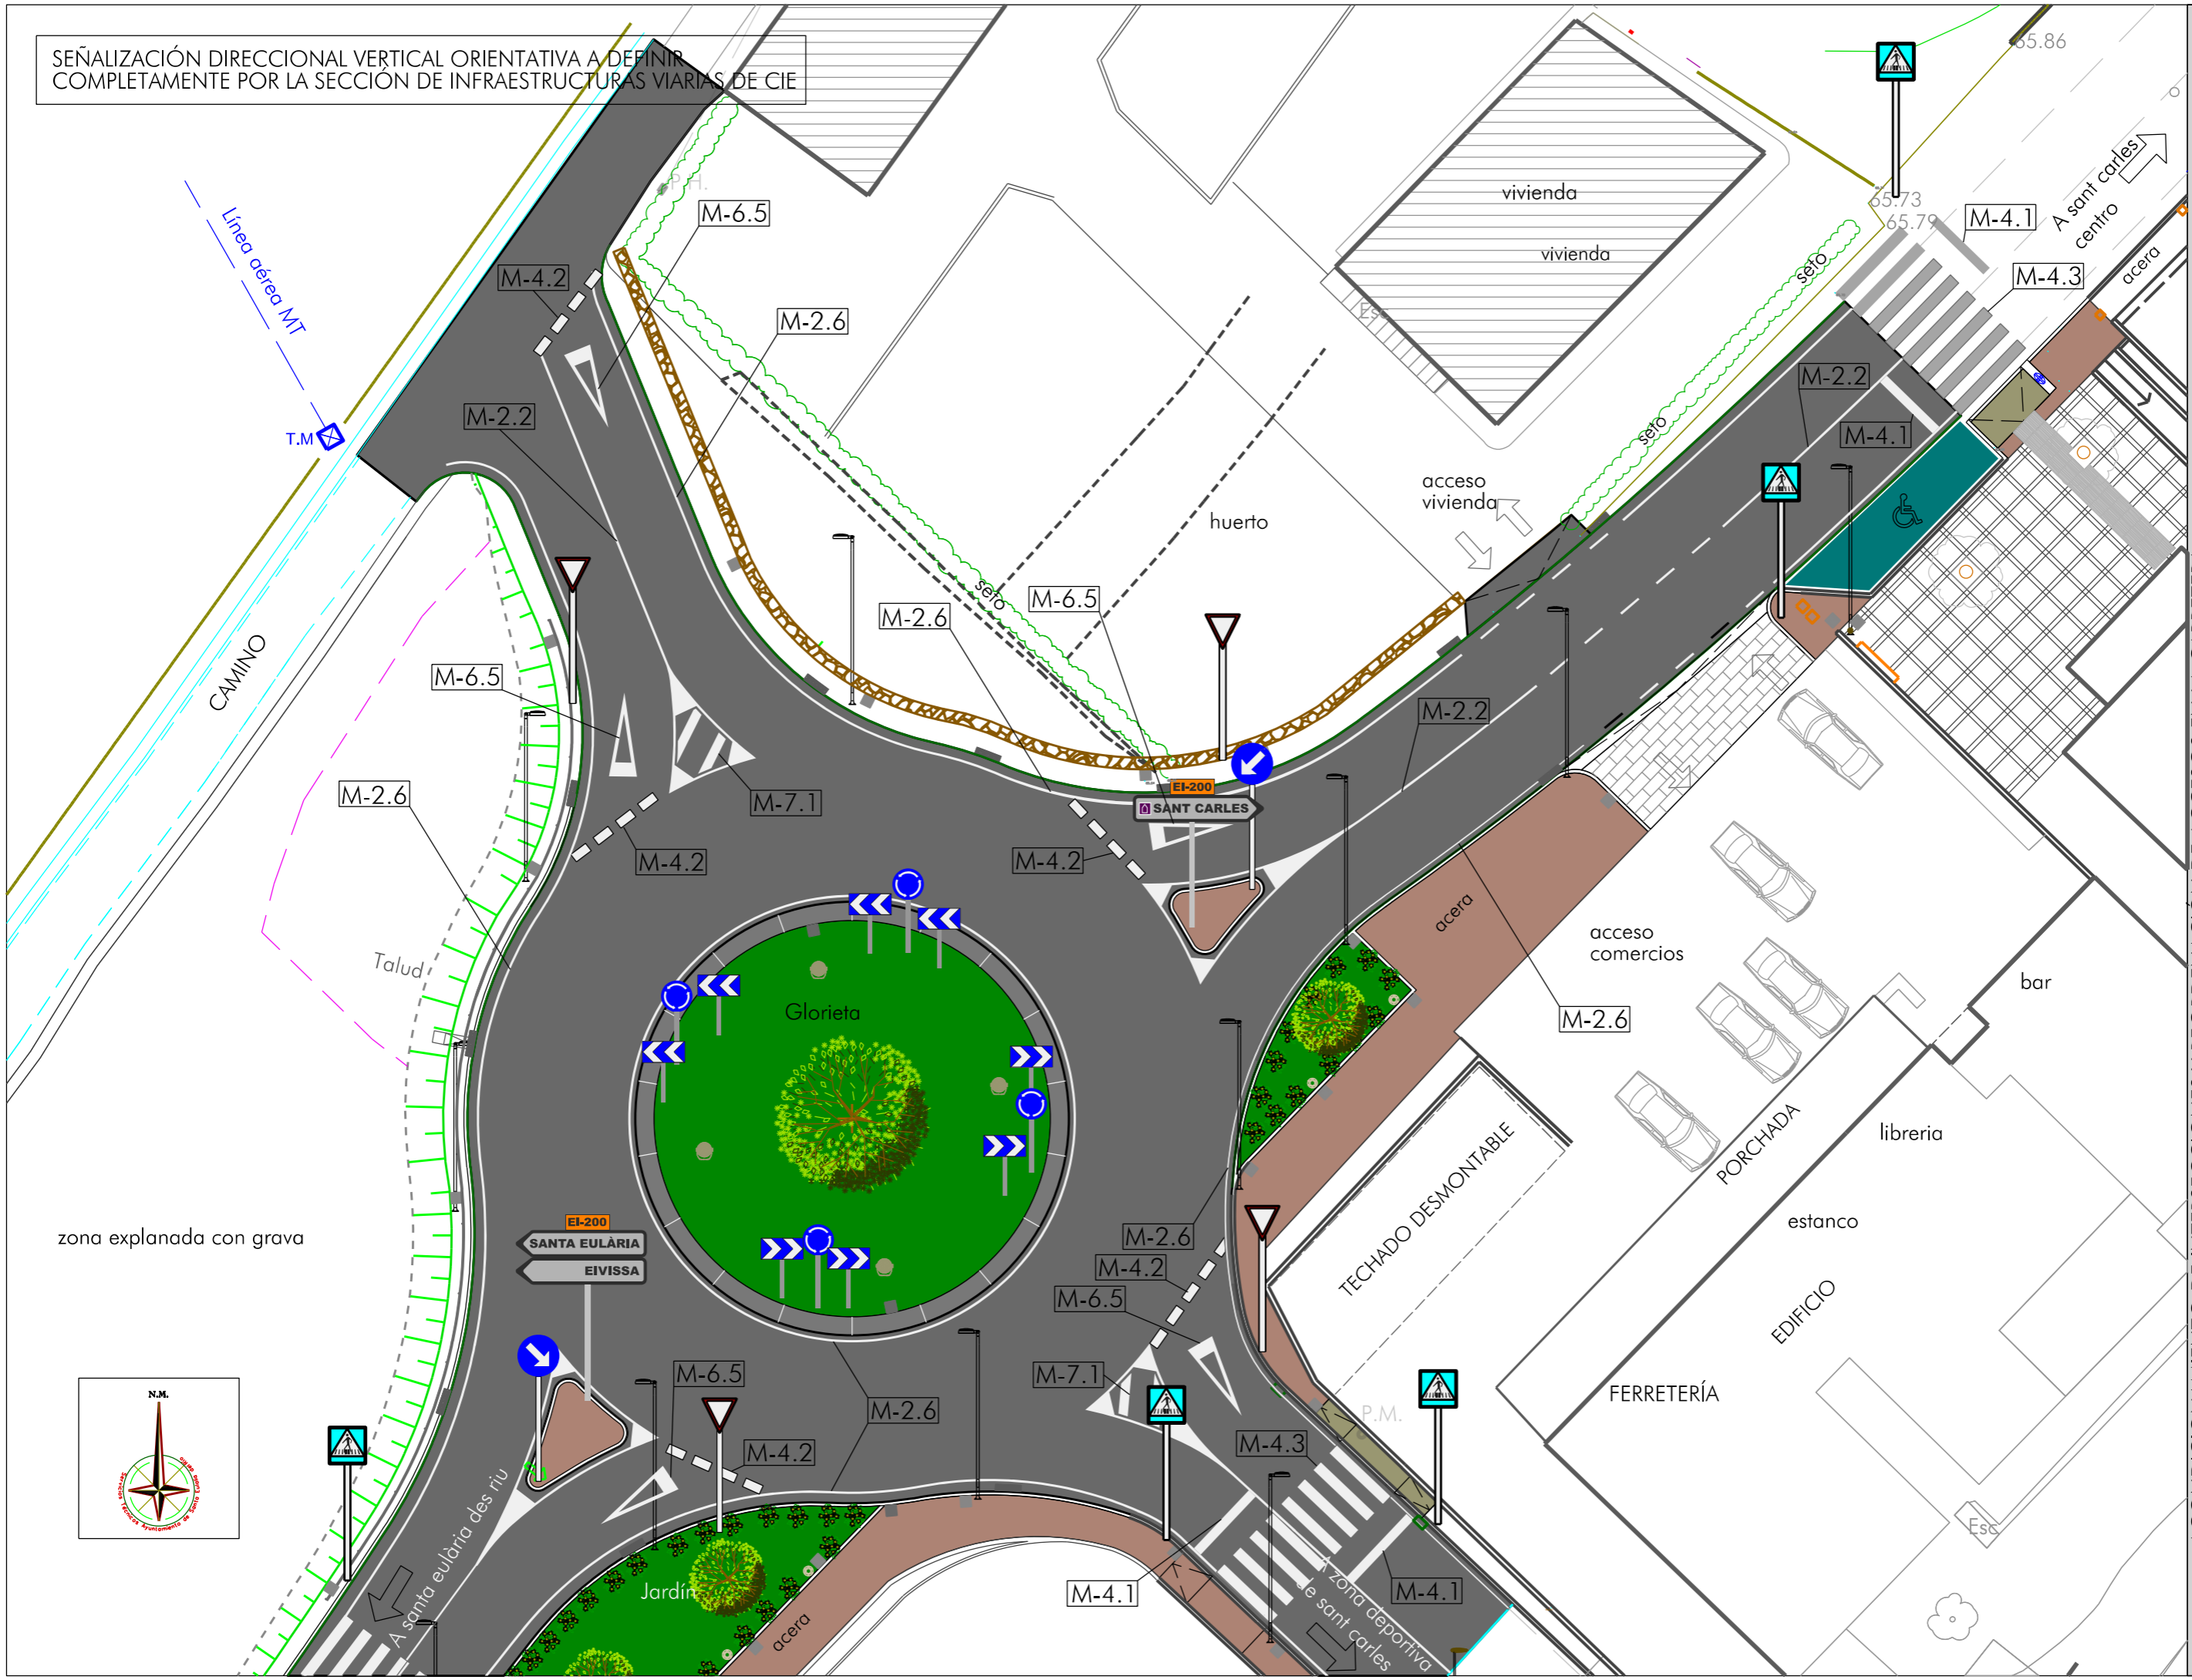 SEÑALIZACIÓN DIRECCIONAL VERTICAL ORIENTATIVA A DEFINIR
COMPLETAMENTE POR LA SECCIÓN DE INFRAESTRUCTURAS VIARIAS DE CIE
65.86
A sant carles
centro
65.73
65.79
M-4.1
M-4.3
acera
vivienda
vivienda
Esc
seto
seto
P.H.
M-6.5
M-4.2
M-2.6
M-2.2
Línea aérea MT
T.M
M-2.2
M-4.1
acceso
vivienda
huerto
seto
M-6.5
M-2.6
CAMINO
M-6.5
M-2.6
M-7.1
M-4.2
M-4.2
M-2.2
EI-200
SANT CARLES
acera
acceso
comercios
bar
M-2.6
Talud
Glorieta
libreria
PORCHADA
estanco
TECHADO DESMONTABLE
EDIFICIO
FERRETERÍA
zona explanada con grava
EI-200
SANTA EULÀRIA
EIVISSA
M-2.6
M-4.2
M-6.5
M-7.1
M-6.5
M-2.6
M-4.2
P.M.
M-4.3
Esc
N.M.
A santa eulària des riu
Jardín
acera
M-4.1
M-4.1
A zona deportiva
de sant carles